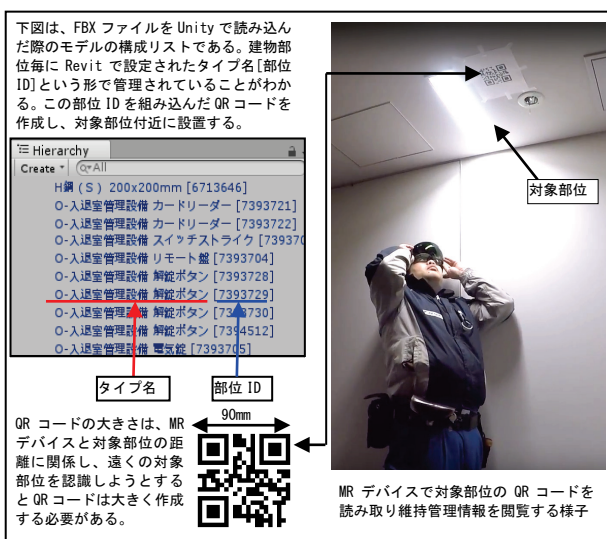 下図は、FBX ファイルを Unity で読み込ん
だ際のモデルの構成リストである。建物部
位毎に Revit で設定されたタイプ名[部位
ID]という形で管理されていることがわか
る。この部位 ID を組み込んだ QR コードを
作成し、対象部位付近に設置する。
Hierarchy
Create
All
H鋼(S) 200x200mm [6713646]
O-入退室管理設備 カードリーダー [7393721]
O-入退室管理設備 カードリーダー [7393722]
O-入退室管理設備 スイッチストライク [739370
O-入退室管理設備 リモート盤 [7393704]
O-入退室管理設備 解錠ボタン [7393728]
O-入退室管理設備 解錠ボタン [7393729]
O-入退室管理設備 解錠ボタン [7393730]
O-入退室管理設備 解錠ボタン [7394512]
O-入退室管理設備 電気錠 [7393705]
タイプ名
部位 ID
QR コードの大きさは、MR
デバイスと対象部位の距
離に関係し、遠くの対象
部位を認識しようとする
と QR コードは大きく作成
する必要がある。
90mm
対象部位
MR デバイスで対象部位の QR コードを
読み取り維持管理情報を閲覧する様子